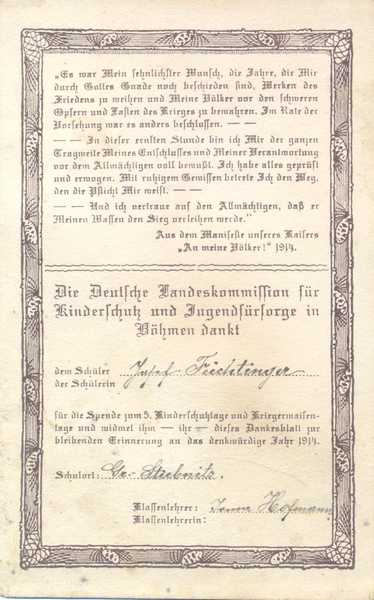 „Es war Mein sehnlichster Wunsch, die Jahre, die Mir
durch Gottes Gnade noch beschieden sind, Werken des
Friedens zu weihen und Meine Völker vor den schweren
Opfern und Lasten des Krieges zu bewahren. Im Rate der
Vorsehung war es anders beschlossen. — —
— — In dieser ernsten Stunde bin ich Mir der ganzen
Tragweite Meines Entschlusses und Meiner Verantwortung
vor dem Allmächtigen voll bewußt. Ich habe alles geprüft
und erwogen. Mit ruhigem Gewissen betrete Ich den Weg,
den die Pflicht Mir weist. — —
— Und ich vertraue auf den Allmächtigen, daß er
Meinen Waffen den Sieg verleihen werde.“
Aus dem Manifeste unseres Kaisers
„An meine Völker!“ 1914.
Die Deutsche Landeskommission für
Kinderschutz und Jugendfürsorge in
Böhmen dankt
dem Schüler Josef Feichtinger
der Schülerin
für die Spende zum 5. Kinderschutztage und Kriegerwaisen-
tage und widmet ihm — ihr — dieses Dankesblatt zur
bleibenden Erinnerung an das denkwürdige Jahr 1914.
Schulort: Gr. Stiebnitz.
Klassenlehrer: Hofmann
Klassenlehrerin: